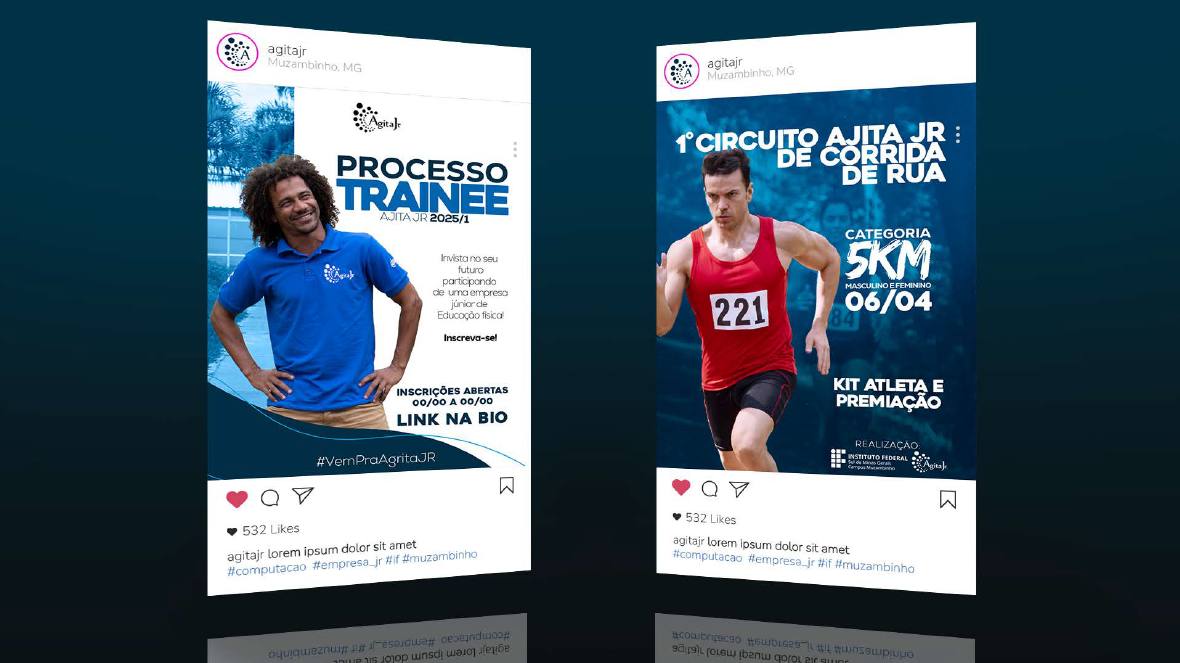 agitajr
Muzambinho, MG
A
AgitaJr
PROCESSO
TRAINEE
AJITA JR 2025/1
Invista no seu
futuro
participando
de uma empresa
júnior de
Educação física!
Inscreva-se!
AgitaJr
INSCRIÇÕES ABERTAS
00/00 A 00/00
LINK NA BIO
#VemPraAgritaJR
532 Likes
agitajr lorem ipsum dolor sit amet
#computacao #empresa_jr #if #muzambinho
agitajr
Muzambinho, MG
A
1º CIRCUITO AJITA JR
DE CORRIDA
DE RUA
CATEGORIA
5KM
MASCULINO E FEMININO
06/04
221
84
KIT ATLETA E
PREMIAÇÃO
REALIZAÇÃO:
INSTITUTO FEDERAL
Sul de Minas Gerais
Campus Muzambinho
AgitaJr
532 Likes
agitajr lorem ipsum dolor sit amet
#computacao #empresa_jr #if #muzambinho